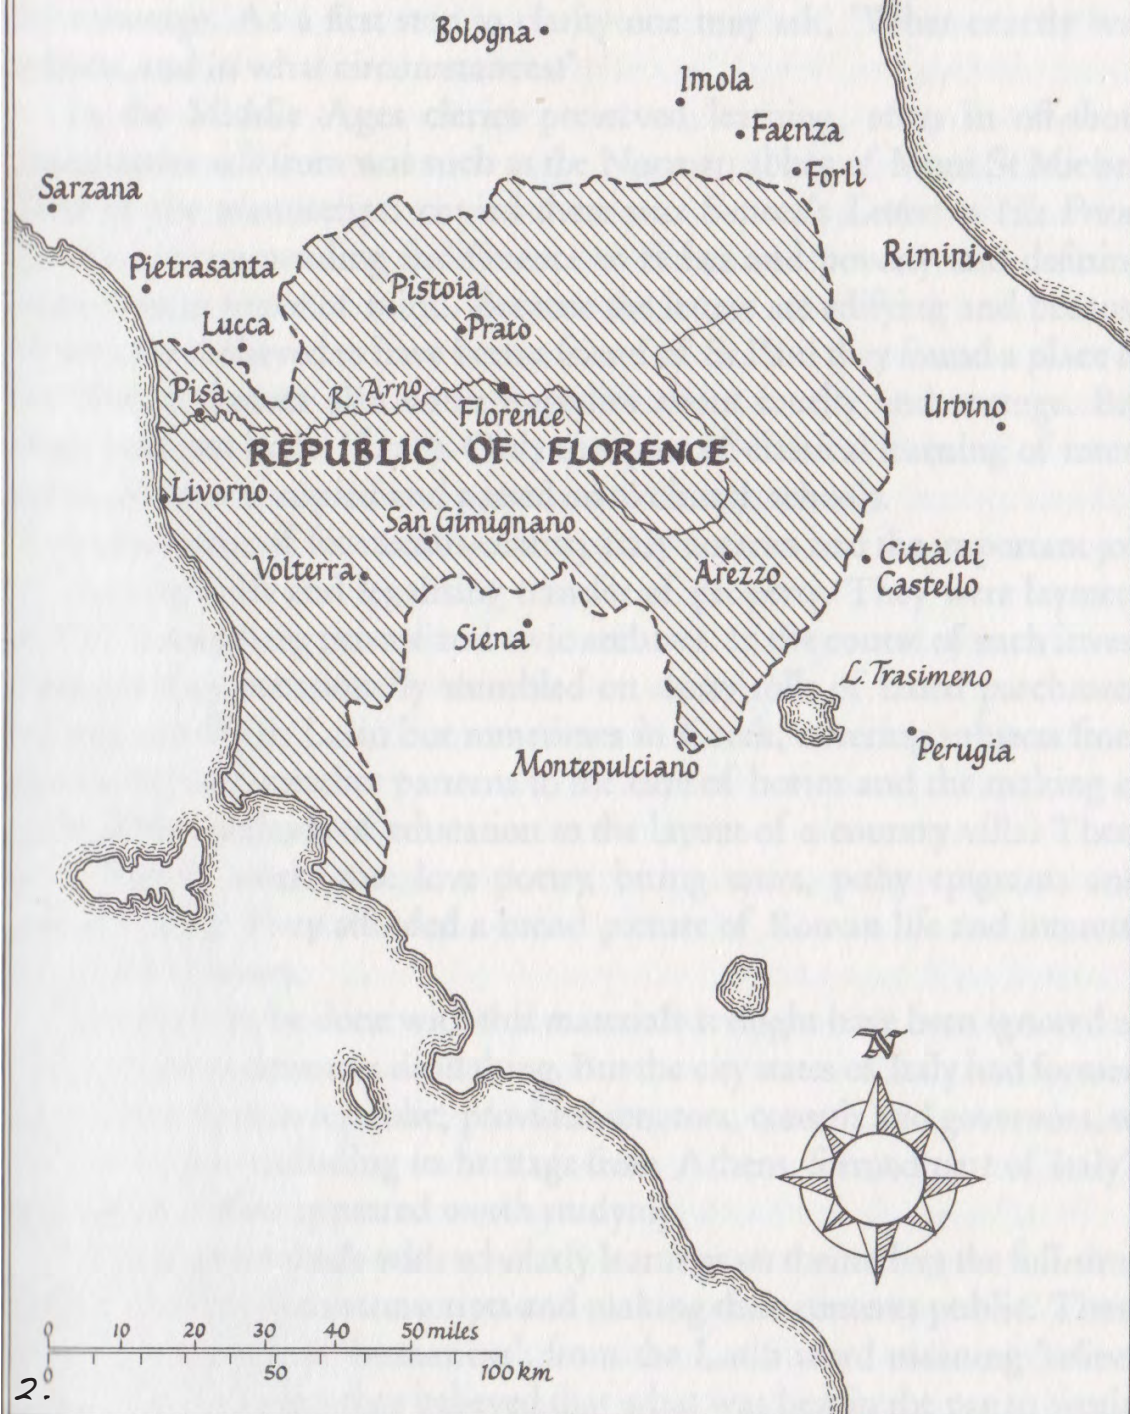 Bologna
Imola
Faenza
Forlì
Sarzana
Rimini
Pietrasanta
Pistoia
Lucca
Prato
Pisa
R. Arno
Florence
Urbino
REPUBLIC OF FLORENCE
Livorno
San Gimignano
Volterra
Arezzo
Città di
Castello
Siena
L. Trasimeno
Montepulciano
Perugia
N
0 10 20 30 40 50 miles
0 50 100 km
2.